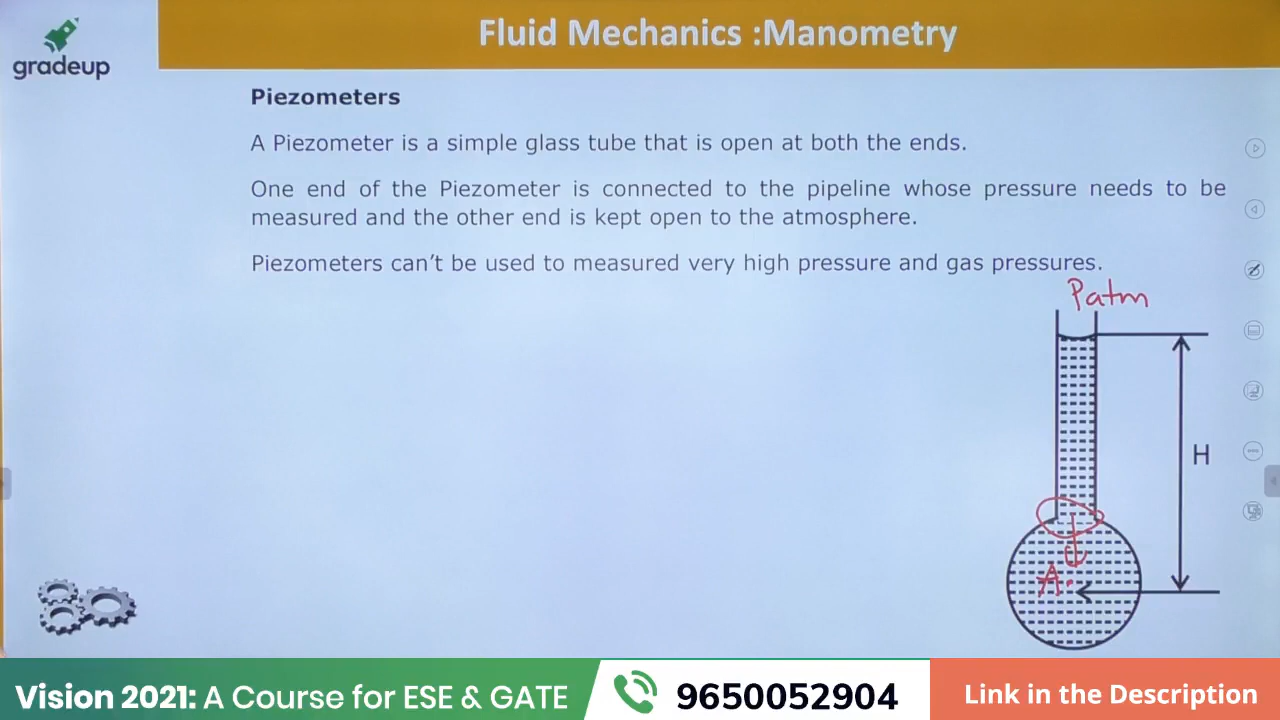 Fluid Mechanics :Manometry
gradeup
Piezometers
A Piezometer is a simple glass tube that is open at both the ends.
One end of the Piezometer is connected to the pipeline whose pressure needs to be
measured and the other end is kept open to the atmosphere.
Piezometers can't be used to measured very high pressure and gas pressures.
Patm
H
A
Vision 2021: A Course for ESE & GATE
9650052904
Link in the Description